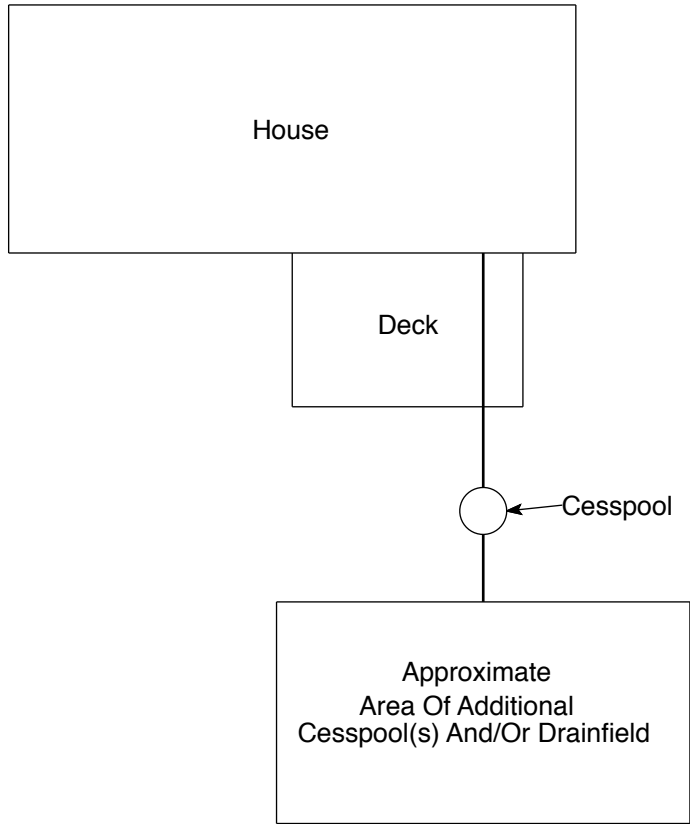 House
Deck
Cesspool
Approximate
Area Of Additional
Cesspool(s) And/Or Drainfield